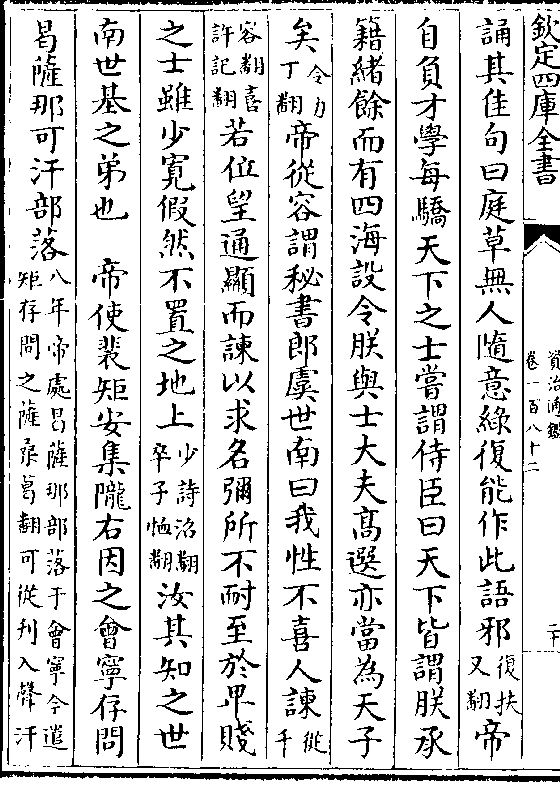 欽定四庫全書
資治通鑑
卷一百八十二
二十
誦其佳句曰庭草無人隨意綠復能作此語邪復扶又翻帝
自負才學每驕天下之士嘗謂侍臣曰天下皆謂朕承
籍緒餘而有四海設令朕與士大夫髙選亦當為天子
矣令力丁翻帝從容謂秘書郎虞世南曰我性不喜人諫從千
容翻喜許記翻若位望通顯而諫以求名彌所不耐至於卑賤
之士雖少寛假然不置之地上少詩沼翻卒子恤翻汝其知之世
南世基之弟也　帝使裴矩安集隴右因之會寧存問
曷薩那可汗部落八年帝處曷薩那部落于會寧今遣矩存問之薩桑葛翻可從刋入聲汗